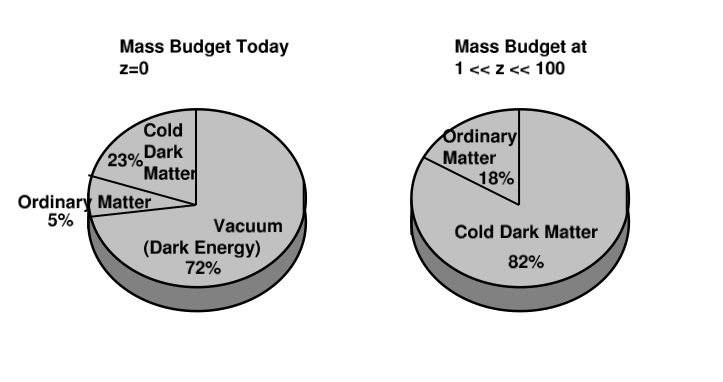 Mass Budget Today
z=0
Cold
Dark
23% Matter
Ordinary Matter
5%
Vacuum
(Dark Energy)
72%
Mass Budget at
1 << z << 100
Ordinary
Matter
18%
Cold Dark Matter
82%